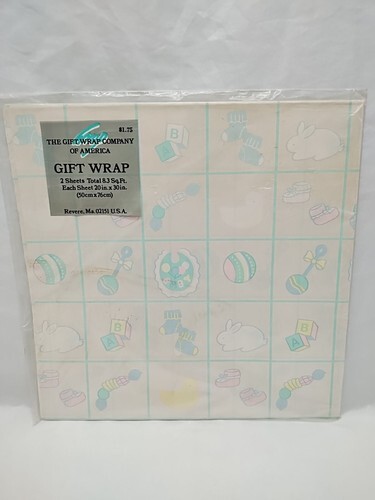 $1.75
THE GIFT WRAP COMPANY
OF AMERICA
GIFT WRAP
2 Sheets Total 8.3 Sq. Ft.
Each Sheet 20 in. x 30 in.
(50cm x 76cm)
Revere, Ma. 02151 U.S.A.
B
A
B
A
B
A
B